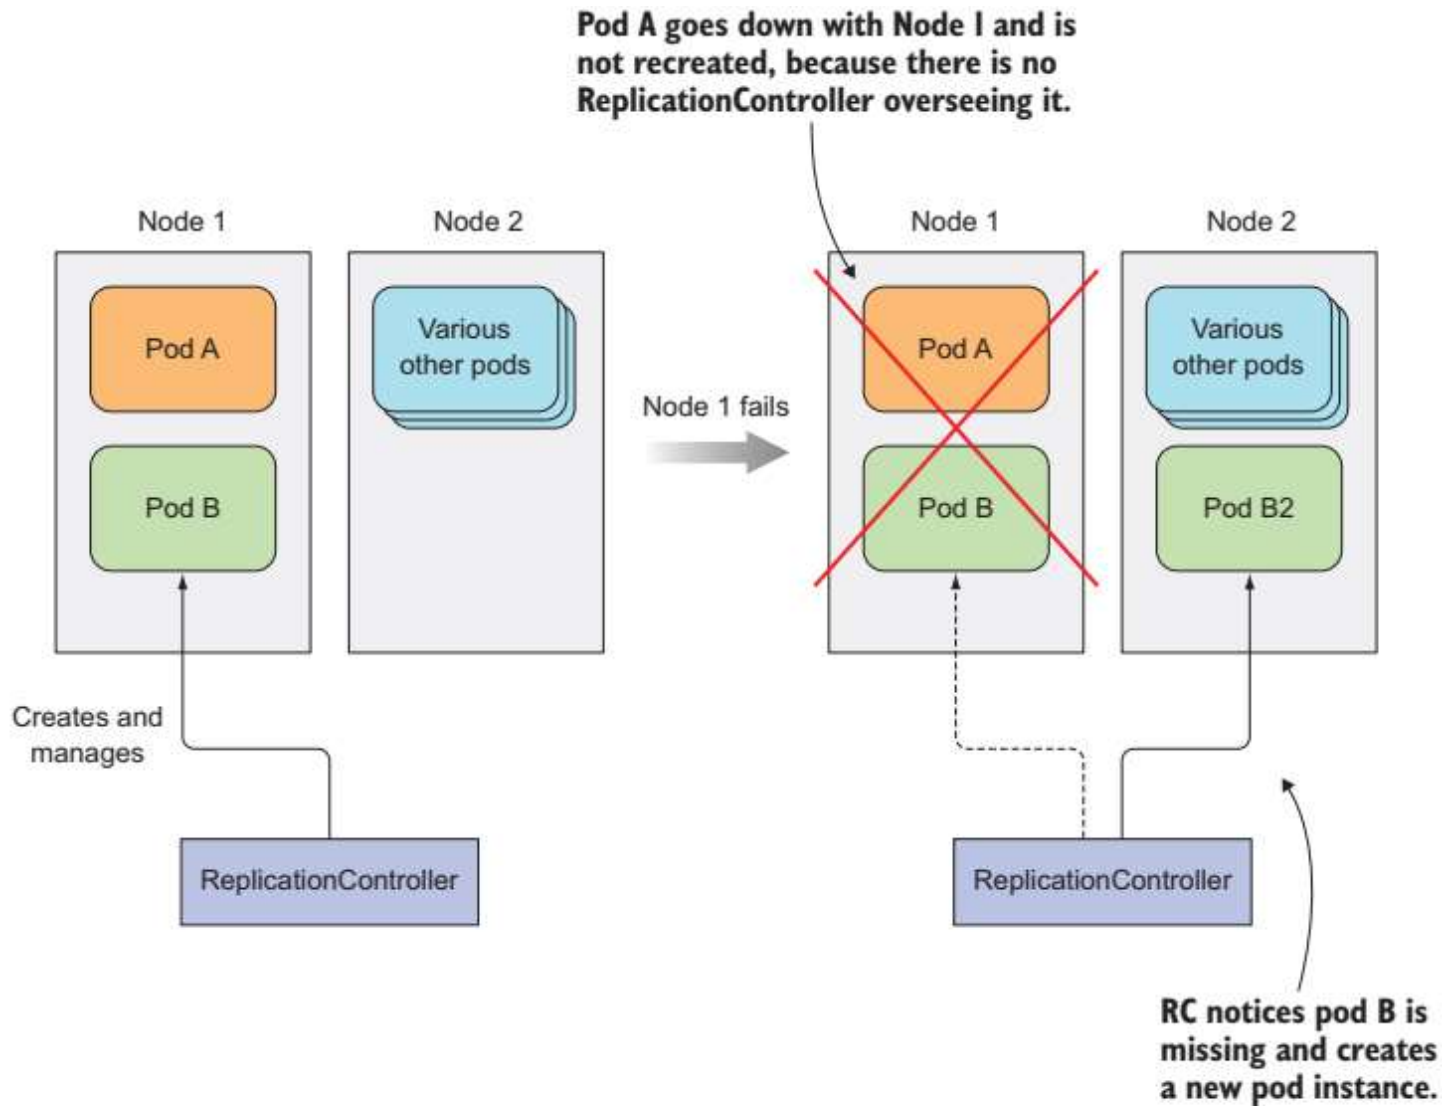 Pod A goes down with Node 1 and is
not recreated, because there is no
ReplicationController overseeing it.
Node 1
Node 2
Pod A
Various
other pods
Pod B
Creates and
manages
ReplicationController
Node 1 fails
Node 1
Node 2
Pod A
Various
other pods
Pod B
Pod B2
ReplicationController
RC notices pod B is
missing and creates
a new pod instance.